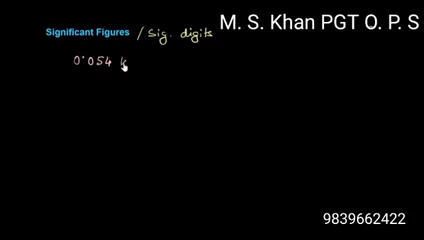 M. S. Khan PGT O. P. S
Significant Figures / Sig. digits
0.054 k
9839662422